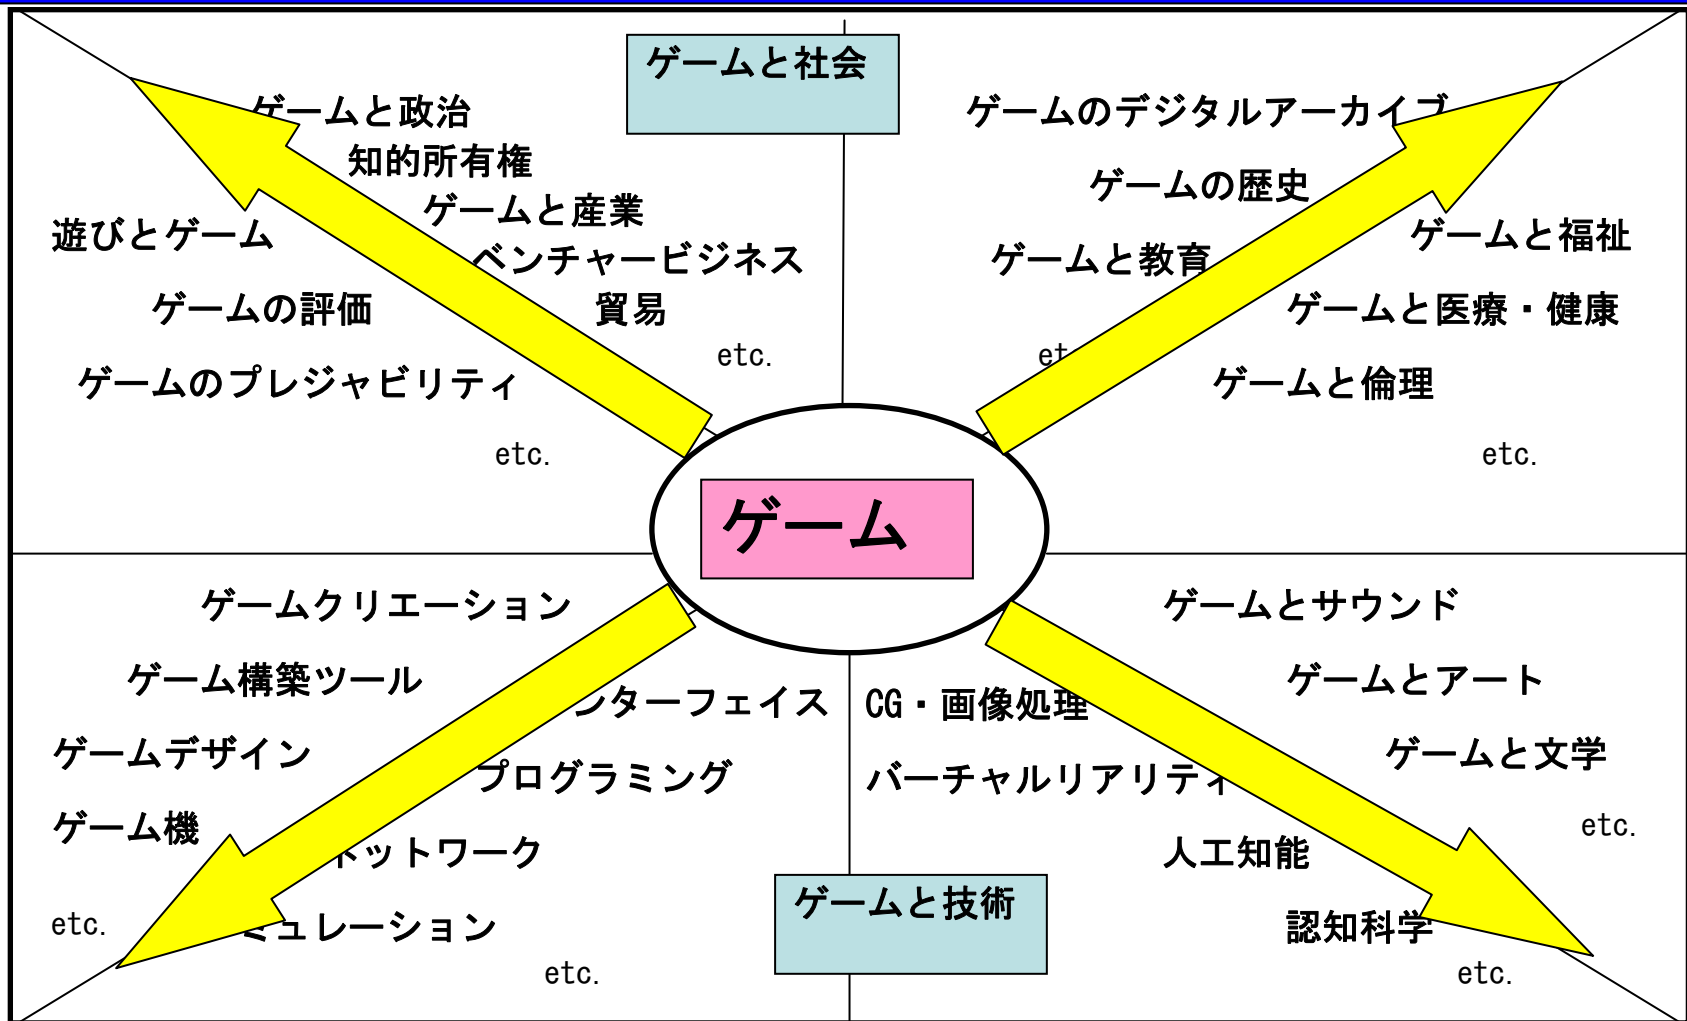 ゲームと社会
ゲームと政治
知的所有権
ゲームと産業
ベンチャービジネス
貿易
etc.
遊びとゲーム
ゲームの評価
ゲームのプレジャビリティ
etc.
ゲームのデジタルアーカイブ
ゲームの歴史
ゲームと教育
etc.
ゲームと福祉
ゲームと医療・健康
ゲームと倫理
etc.
ゲーム
ゲームクリエーション
ゲーム構築ツール
ゲームデザイン
ゲーム機
etc.
ンターフェイス
プログラミング
ットワーク
ミュレーション
etc.
CG・画像処理
バーチャルリアリティ
人工知能
認知科学
etc.
ゲームとサウンド
ゲームとアート
ゲームと文学
etc.
ゲームと技術